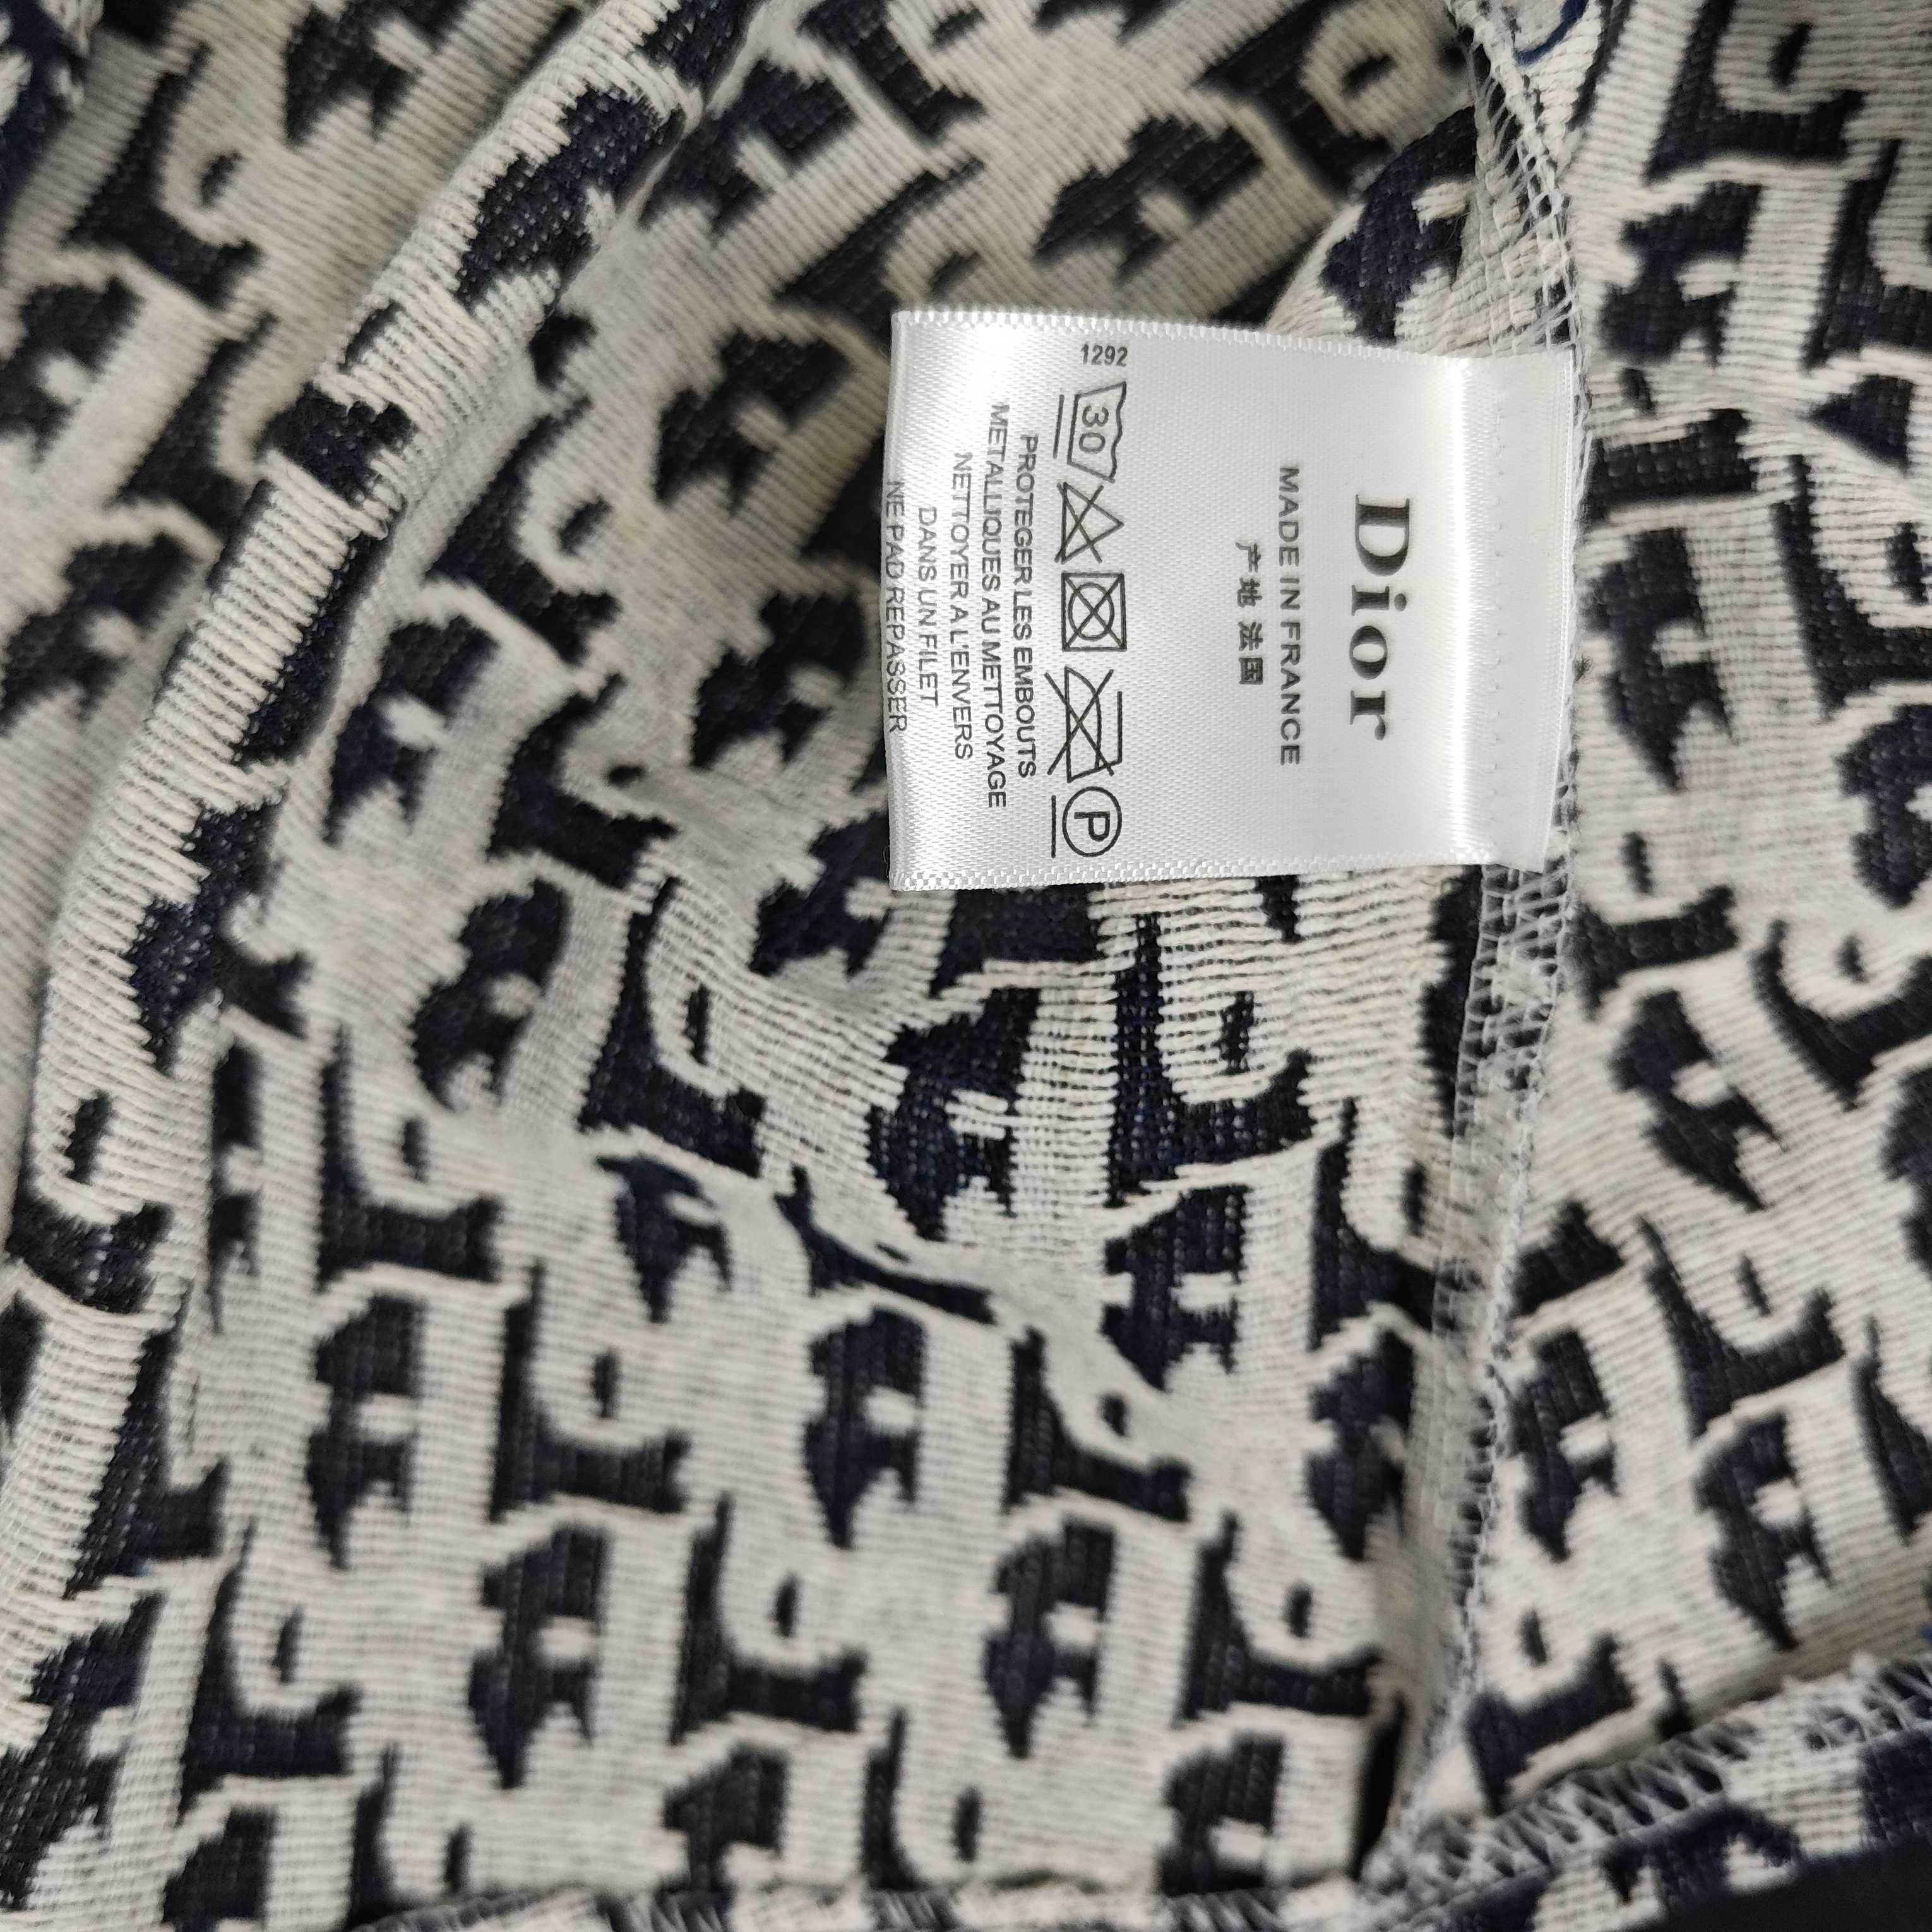 Dior
MADE IN FRANCE
产地 法国
1292
30
P
PROTEGER LES EMBOUTS
METALLIQUES AU METTOYAGE
NETTOYER A L'ENVERS
DANS UN FILET
NE PAD REPASSER